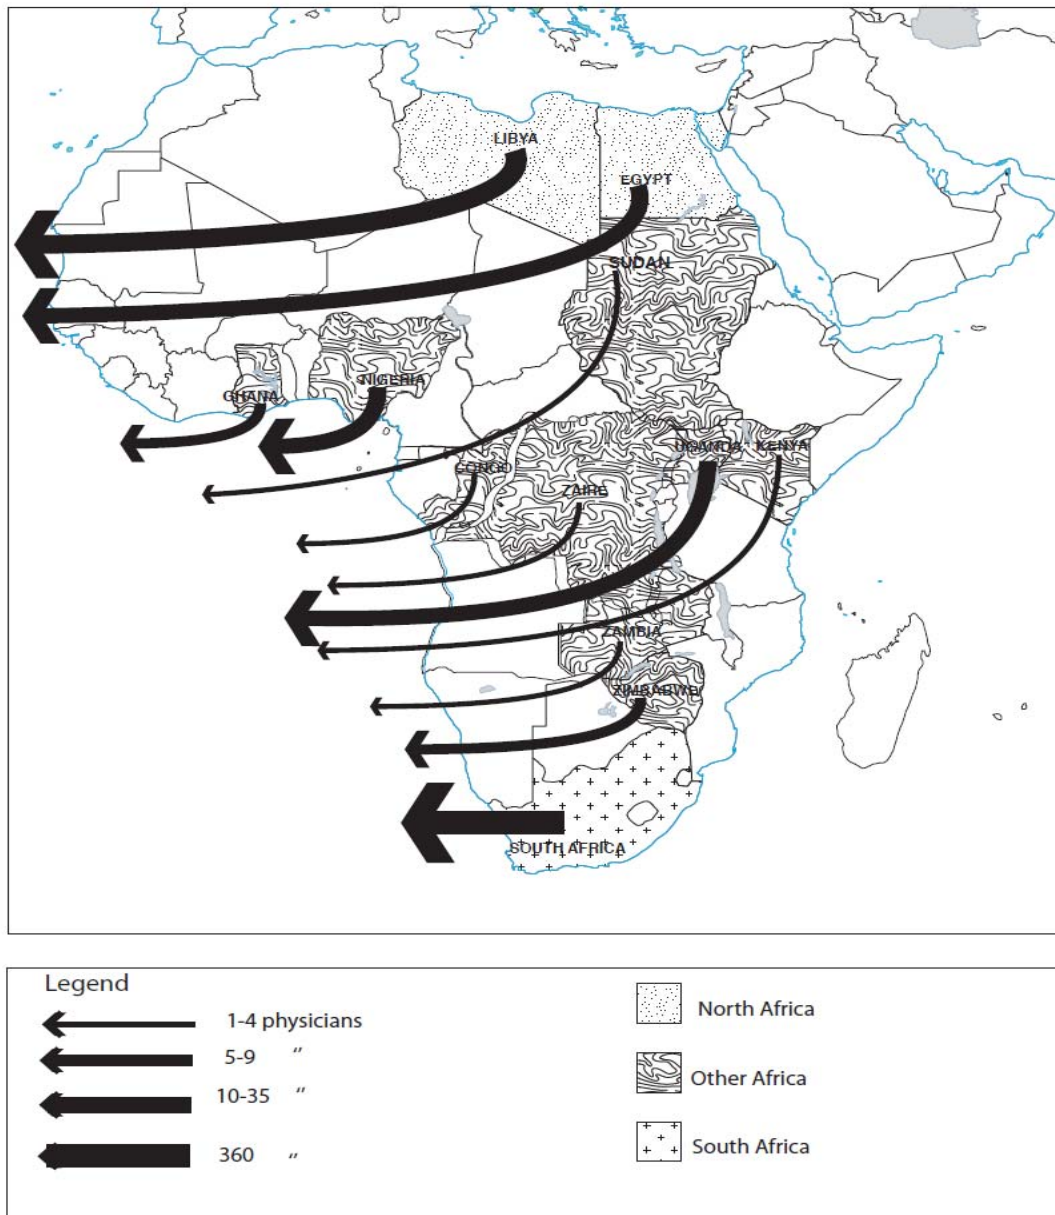 LIBYA
EGYPT
SUDAN
NIGERIA
GHANA
UGANDA KENYA
CONGO
ZAIRE
ZAMBIA
ZIMBABWE
SOUTH AFRICA
Legend
1-4 physicians
5-9 "
10-35 "
360 "
North Africa
Other Africa
South Africa